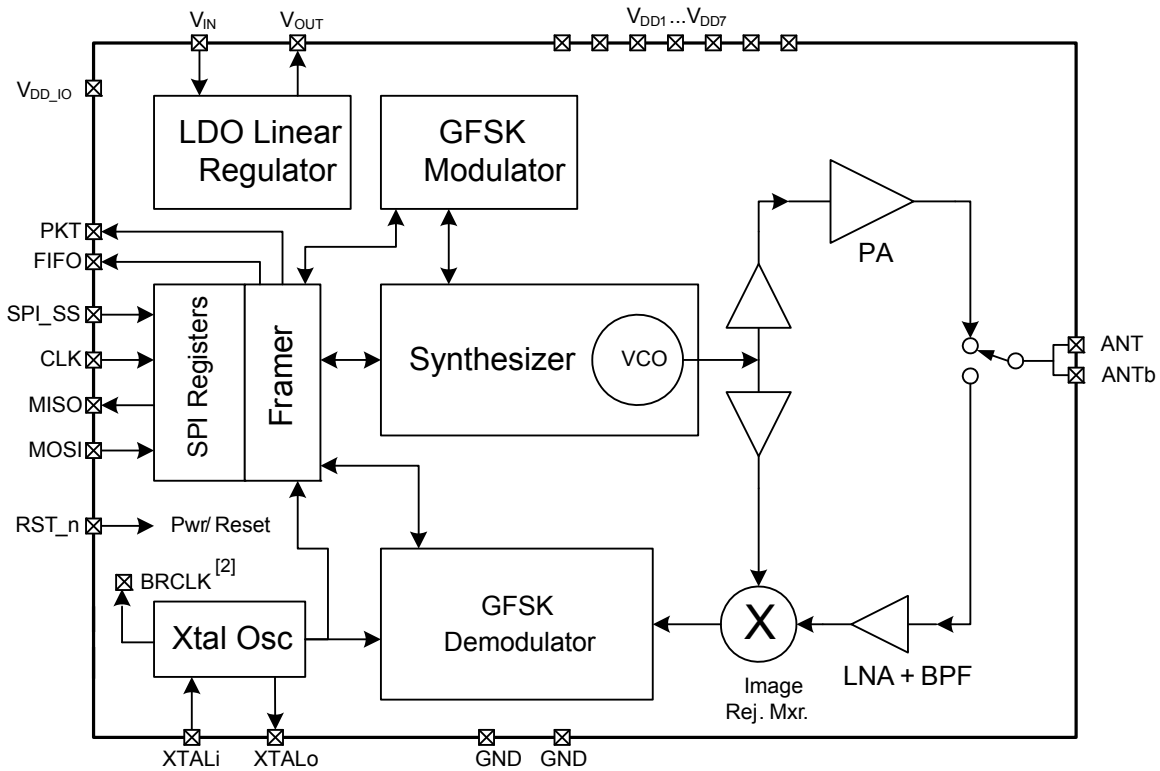 VIN
VOUT
VDD1...VDD7
VDD_IO
LDO Linear
Regulator
GFSK
Modulator
PA
PKT
FIFO
SPI_SS
CLK
MISO
MOSI
SPI Registers
Framer
Synthesizer
VCO
ANT
ANTb
RST_n
Pwr/ Reset
BRCLK [2]
Xtal Osc
GFSK
Demodulator
X
Image
Rej. Mxr.
LNA + BPF
XTALi
XTALo
GND
GND